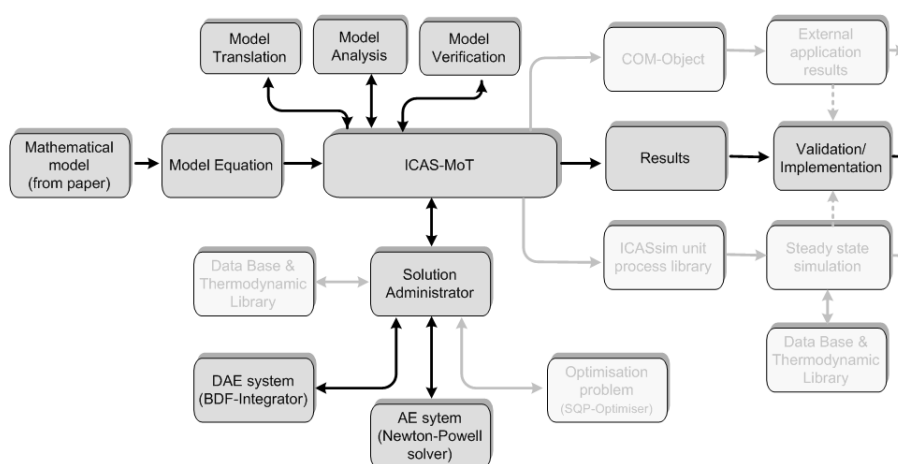 Model
Translation
Model
Analysis
Model
Verification
COM-Object
External
application
results
Mathematical
model
(from paper)
Model Equation
ICAS-MoT
Results
Validation/
Implementation
Data Base &
Thermodynamic
Library
Solution
Administrator
ICASsim unit
process library
Steady state
simulation
DAE system
(BDF-Integrator)
AE sytem
(Newton-Powell
solver)
Optimisation
problem
(SQP-Optimiser)
Data Base &
Thermodynamic
Library